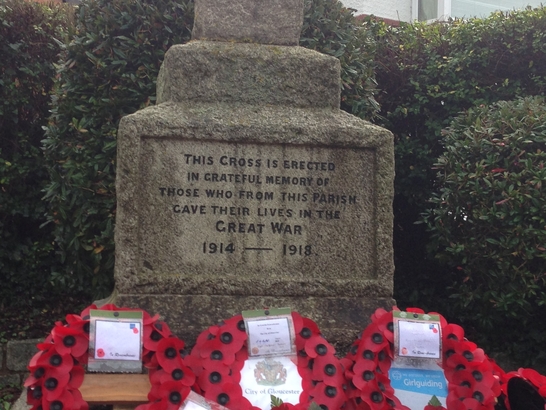 THIS CROSS IS ERECTED
IN GRATEFUL MEMORY OF
THOSE WHO FROM THIS PARISH
GAVE THEIR LIVES IN THE
GREAT WAR
1914 — 1918.
City of Gloucester
Girlguiding